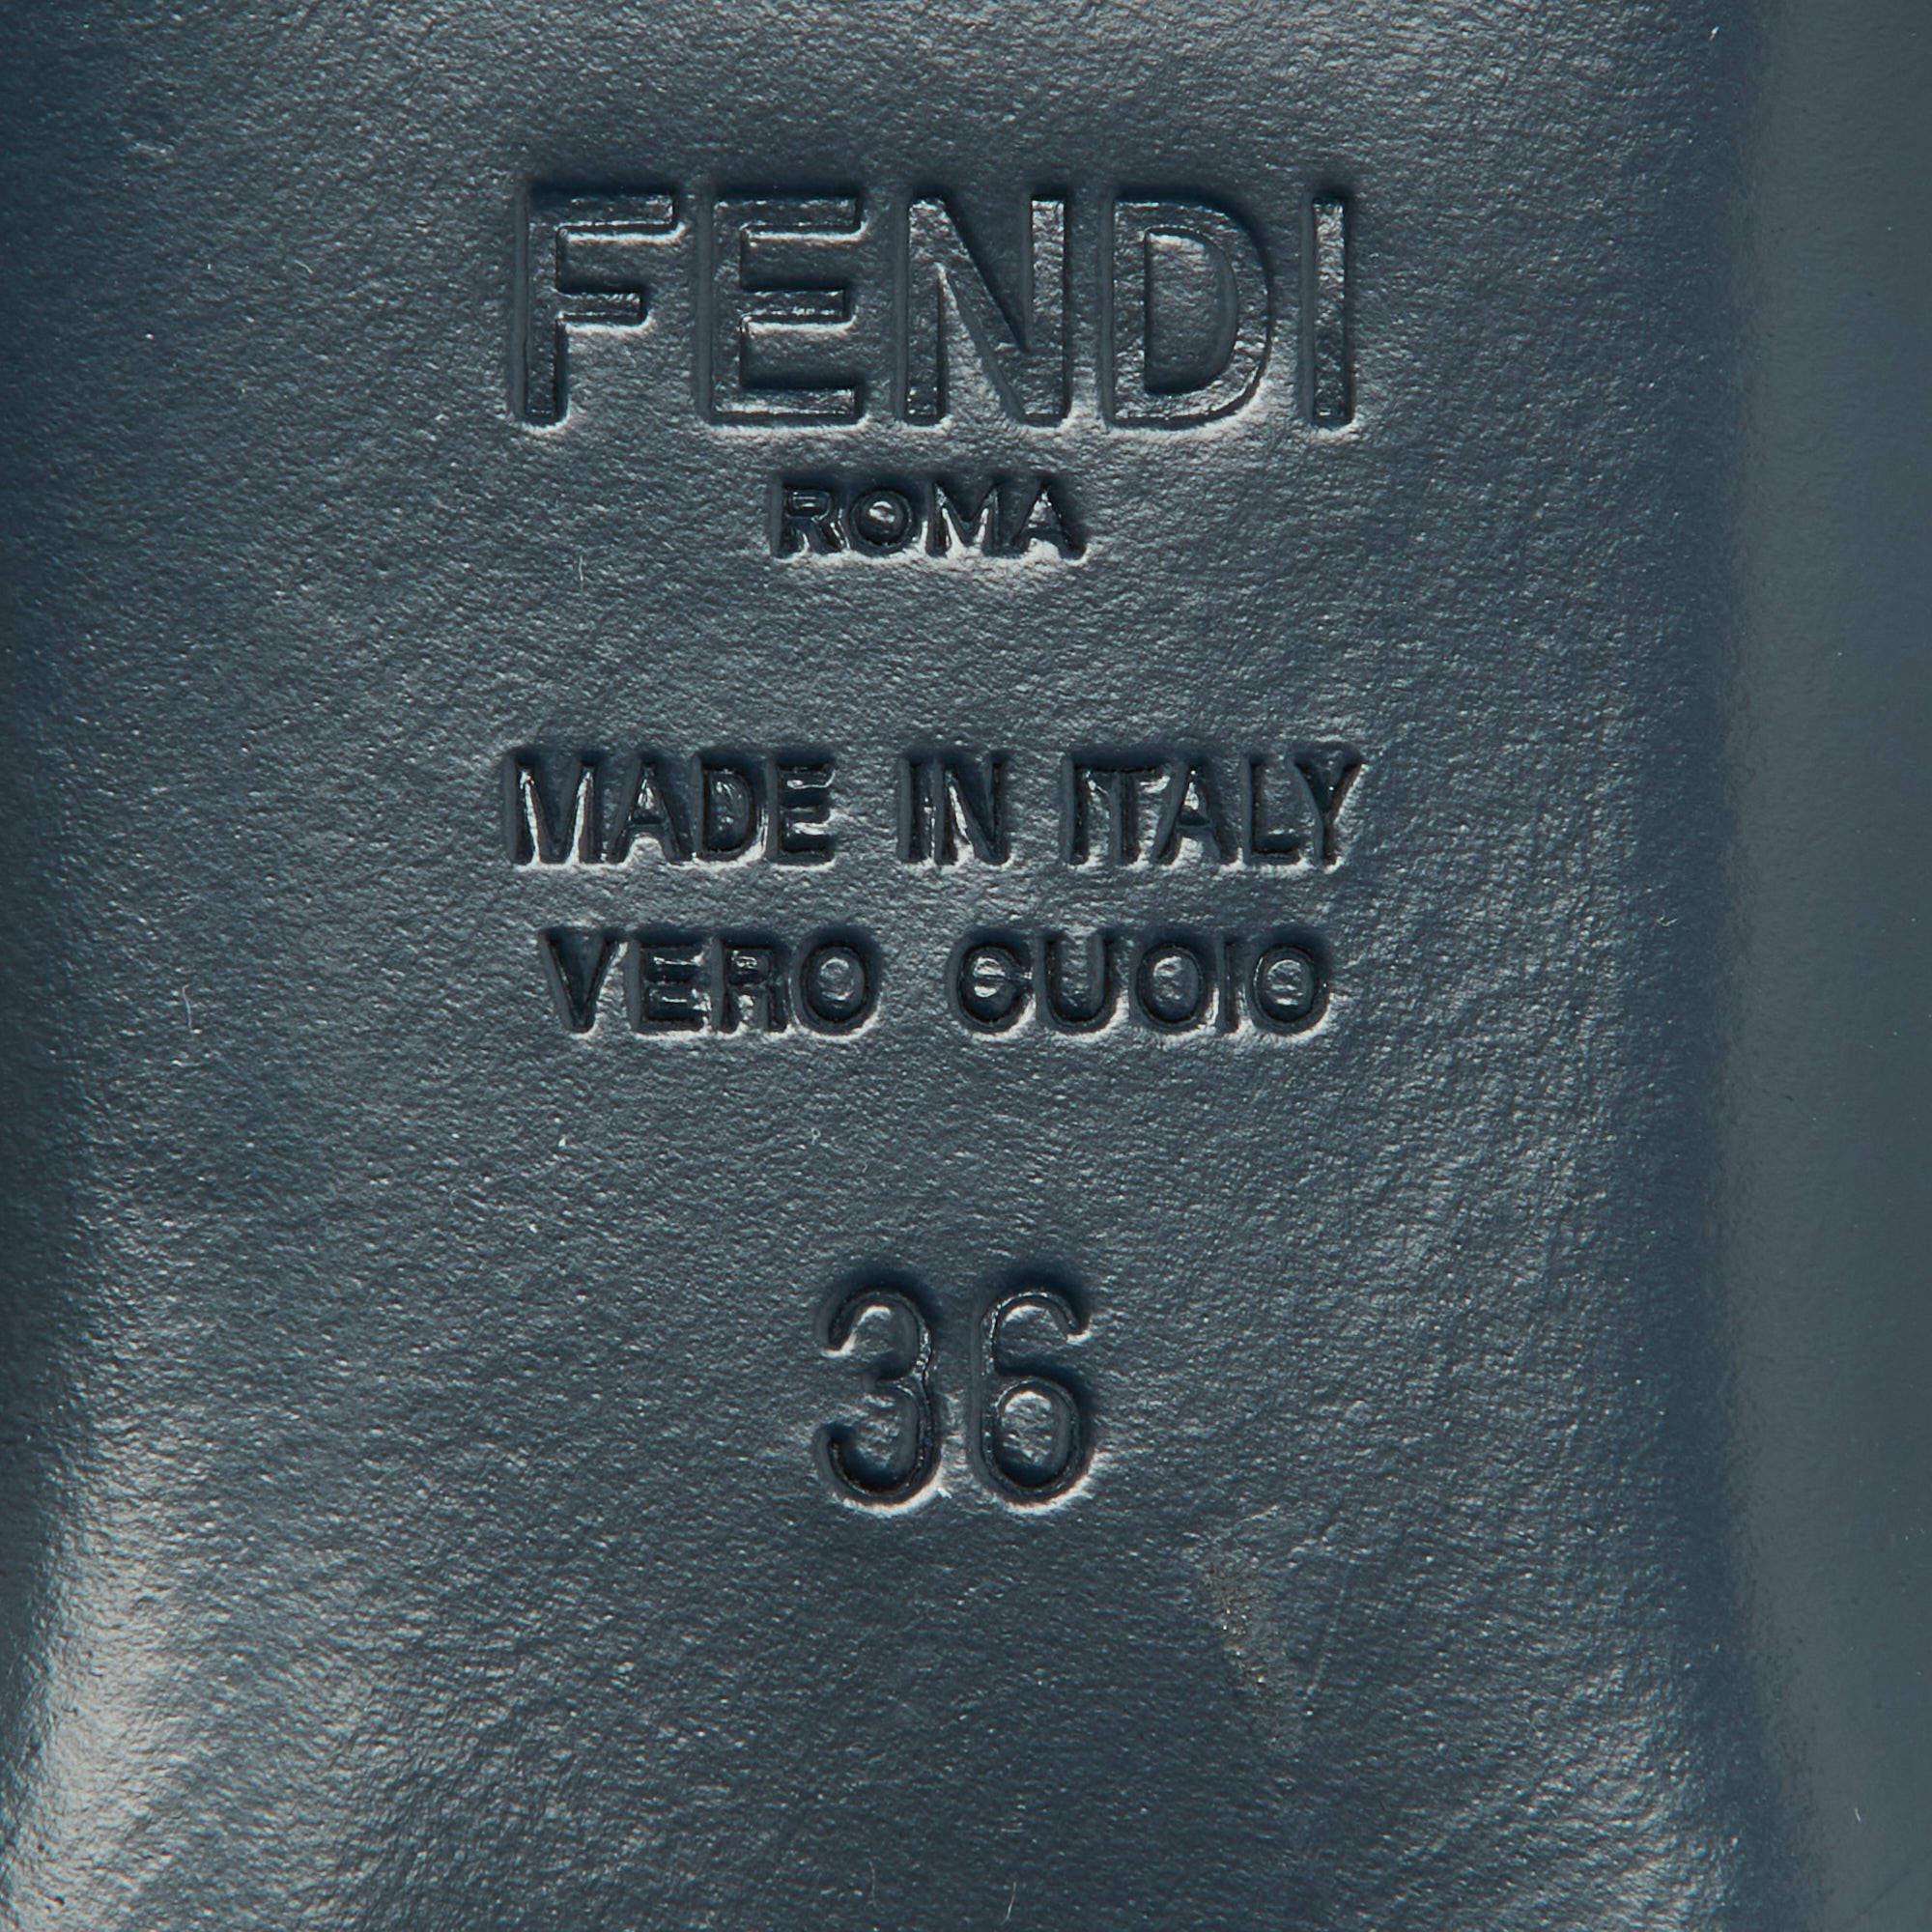 FENDI
ROMA
MADE IN ITALY
VERO CUOIO
36